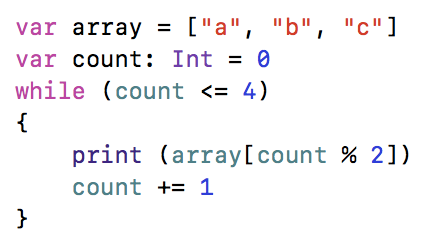 var array = ["a", "b", "c"]
var count: Int = 0
while (count <= 4)
{
    print (array[count % 2])
    count += 1
}